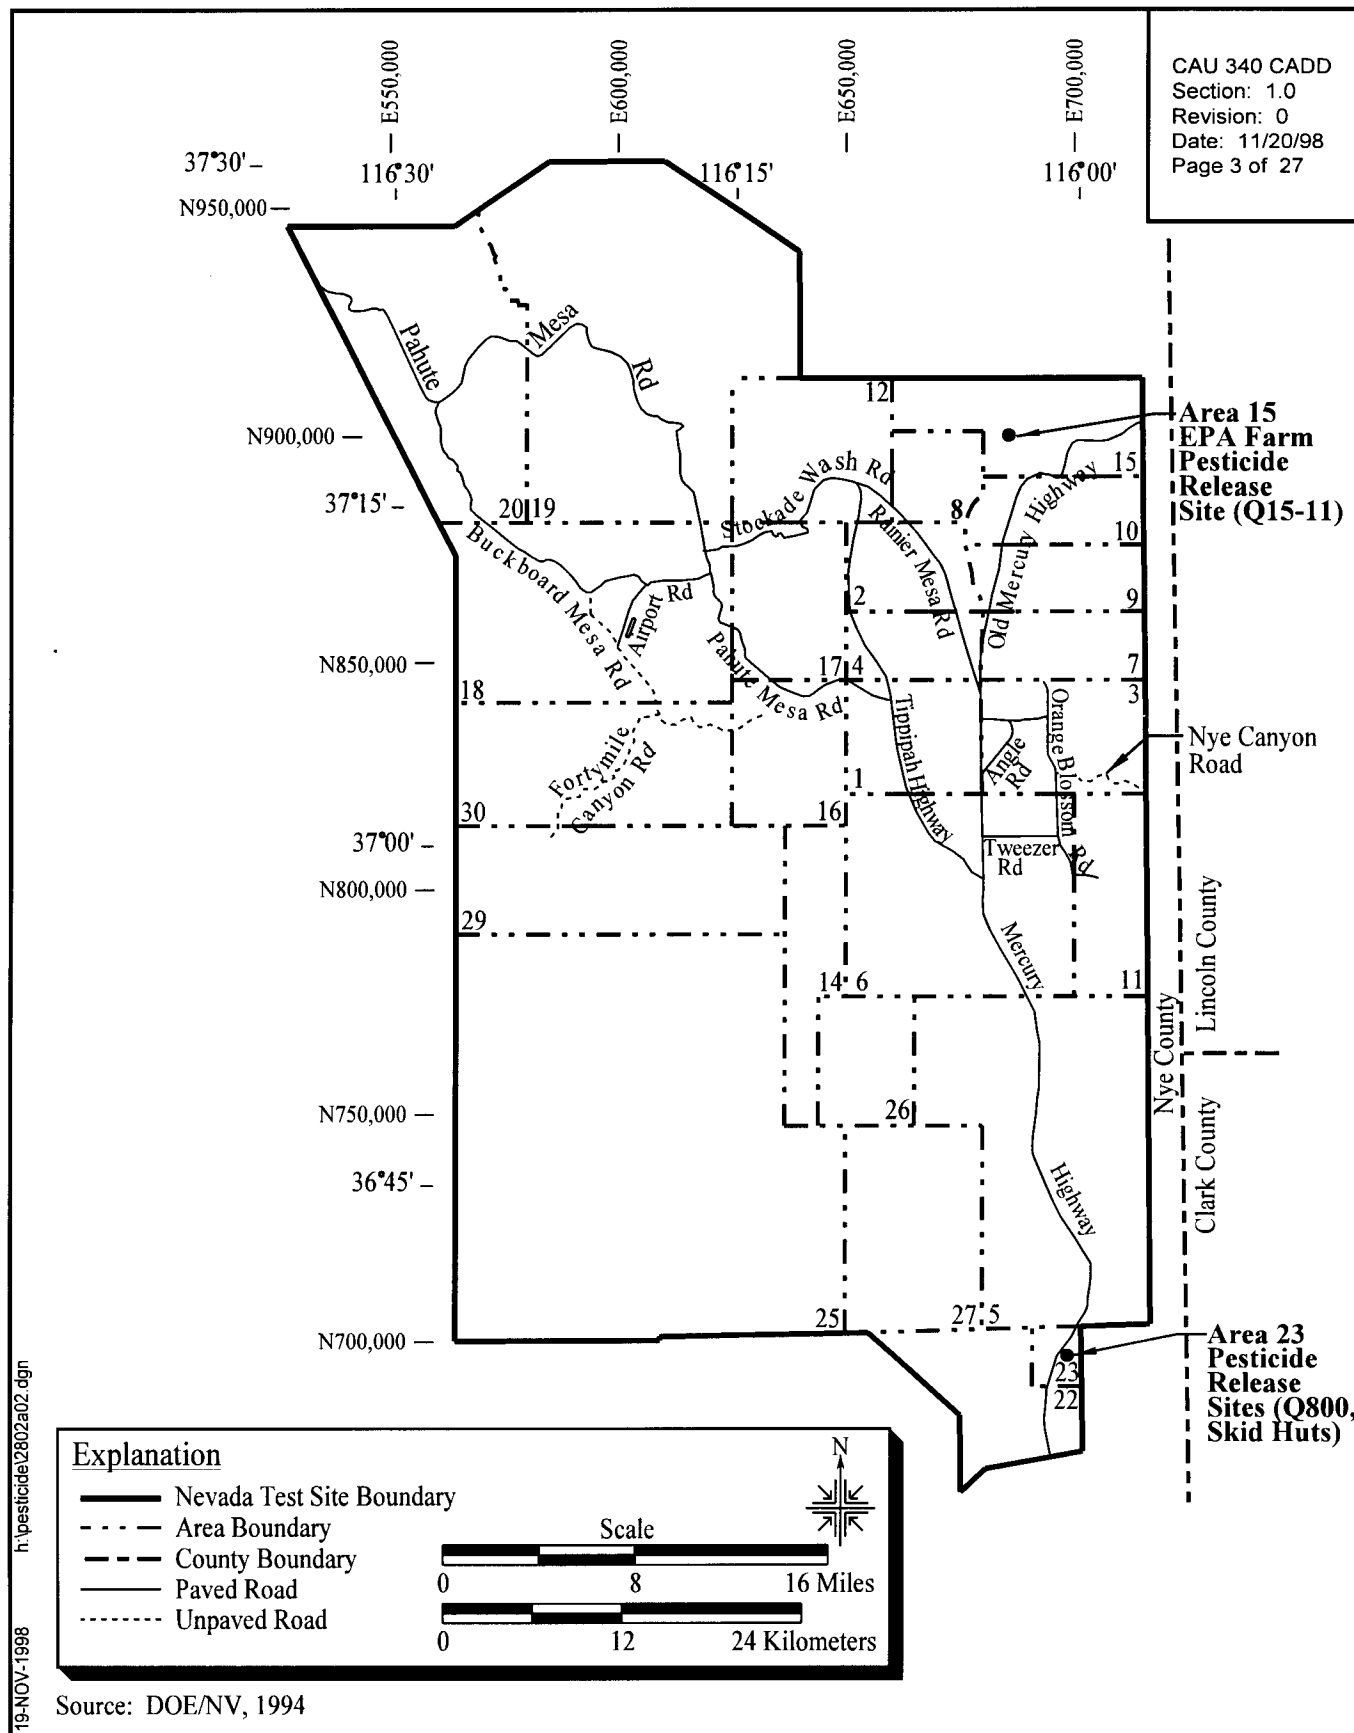 CAU 340 CADD
Section: 1.0
Revision: 0
Date: 11/20/98
Page 3 of 27
E550,000
E600,000
E650,000
E700,000
37°30'
116°30'
116°15'
116°00'
N950,000
Pahute
Mesa
Rd
12
Area 15
EPA Farm
Pesticide
Release
Site (Q15-11)
N900,000
15
37°15'
20
19
Stockade Wash Rd
8
Old Mercury Highway
10
Buckboard Mesa Rd
Rainier Mesa Rd
Airport Rd
2
9
N850,000
Pahute Mesa Rd
17
4
7
18
3
Tippipah Highway
Orange Blossom Rd
Angle Rd
Nye Canyon
Road
Fortymile
Canyon Rd
1
30
16
37°00'
Tweezer
Rd
N800,000
29
Mercury
14
6
11
Nye County
Lincoln County
N750,000
26
36°45'
Highway
Clark County
25
27
5
N700,000
23
22
Area 23
Pesticide
Release
Sites (Q800,
Skid Huts)
Explanation
Nevada Test Site Boundary
Area Boundary
County Boundary
Paved Road
Unpaved Road
N
Scale
0 8 16 Miles
0 12 24 Kilometers
Source: DOE/NV, 1994
19-NOV-1998 h:\pesticide\2802a02.dgn